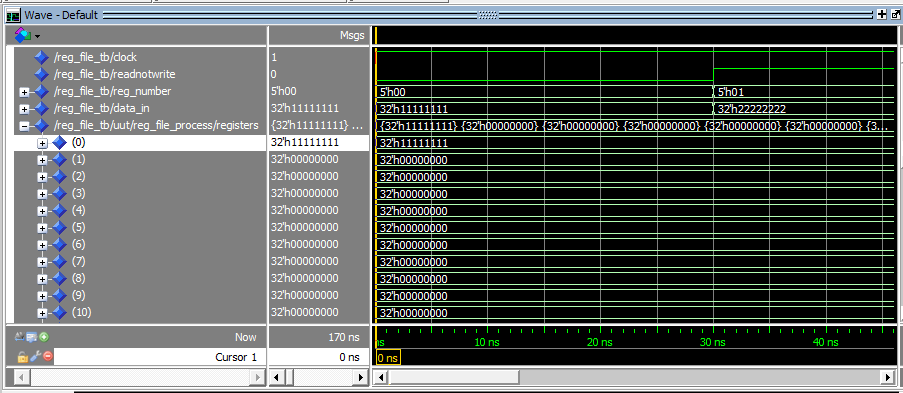 Wave - Default
Msgs
/reg_file_tb/clock 1
/reg_file_tb/readnotwrite 0
/reg_file_tb/reg_number 5'h00 5'h00 5'h01
/reg_file_tb/data_in 32'h11111111 32'h11111111 32'h22222222
/reg_file_tb/uut/reg_file_process/registers {32'h11111111} ... {32'h11111111} {32'h00000000} {32'h00000000} {32'h00000000} {32'h00000000} {32'h00000000} {3...
(0) 32'h11111111 32'h11111111
(1) 32'h00000000 32'h00000000
(2) 32'h00000000 32'h00000000
(3) 32'h00000000 32'h00000000
(4) 32'h00000000 32'h00000000
(5) 32'h00000000 32'h00000000
(6) 32'h00000000 32'h00000000
(7) 32'h00000000 32'h00000000
(8) 32'h00000000 32'h00000000
(9) 32'h00000000 32'h00000000
(10) 32'h00000000 32'h00000000
Now 170 ns ns 10 ns 20 ns 30 ns 40 ns
Cursor 1 0 ns 0 ns